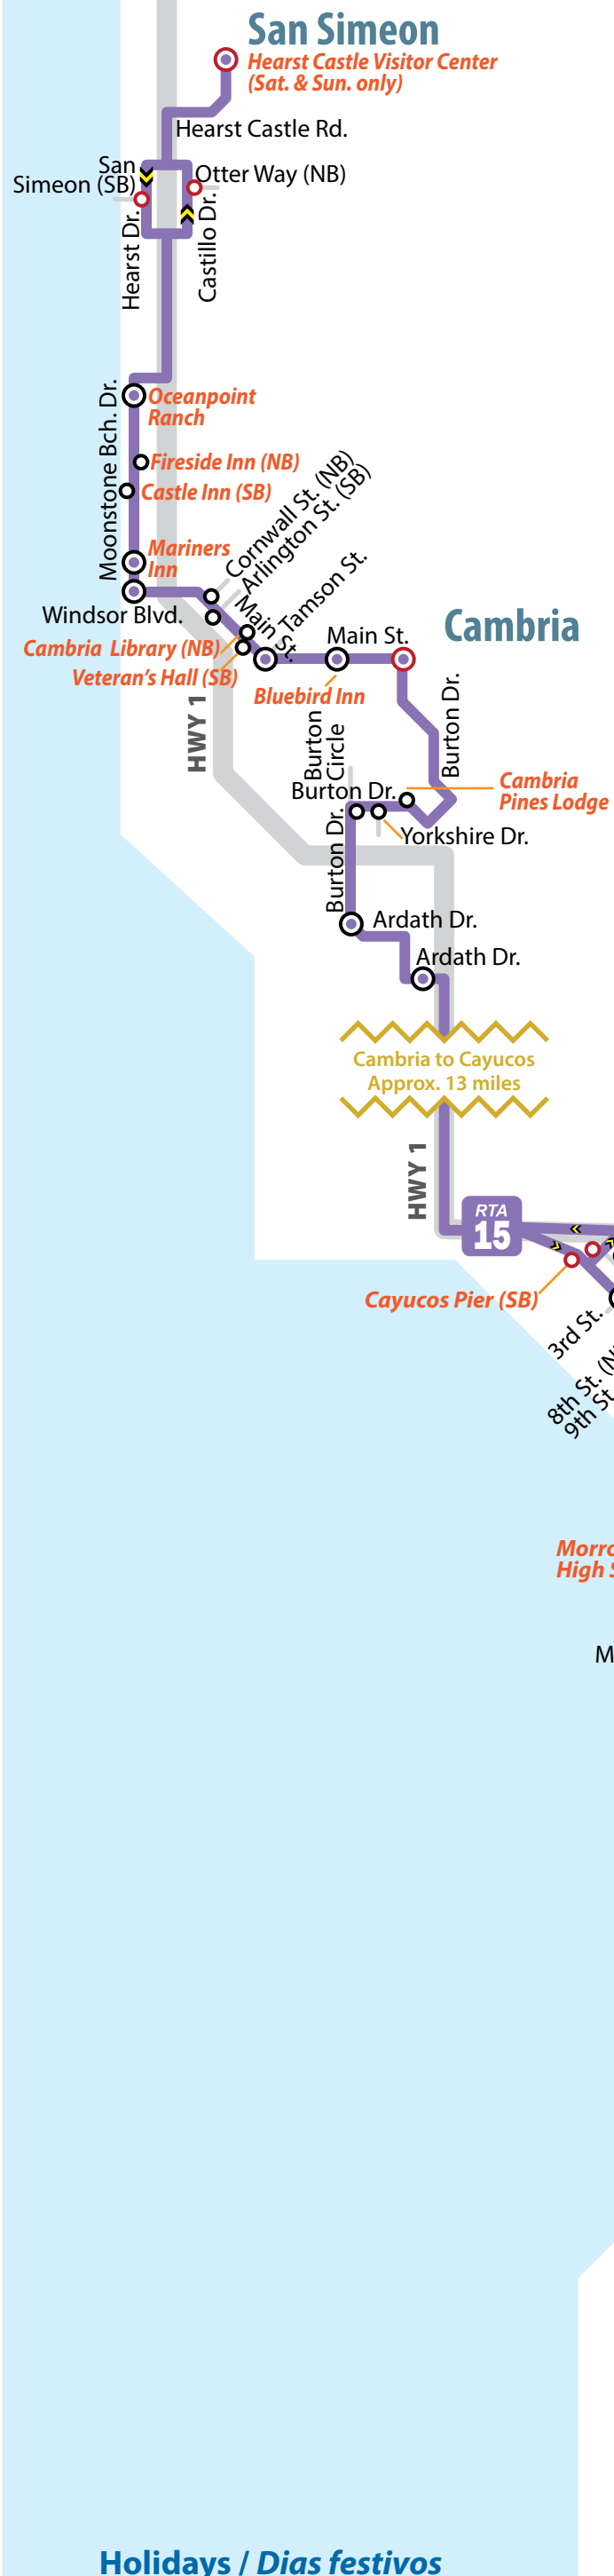 San Simeon
Hearst Castle Visitor Center
(Sat. & Sun. only)
Hearst Castle Rd.
San
Simeon (SB)
Otter Way (NB)
Hearst Dr.
Castillo Dr.
Moonstone Bch. Dr.
Oceanpoint
Ranch
Fireside Inn (NB)
Castle Inn (SB)
Cornwall St. (NB)
Arlington St. (SB)
Mariners
Inn
Tamson St.
Main
St.
Windsor Blvd.
Cambria
Main St.
Cambria Library (NB)
Veteran's Hall (SB)
Bluebird Inn
HWY 1
Burton Dr.
Burton
Circle
Burton Dr.
Cambria
Pines Lodge
Burton Dr.
Yorkshire Dr.
Ardath Dr.
Ardath Dr.
Cambria to Cayucos
Approx. 13 miles
HWY 1
RTA
15
Cayucos Pier (SB)
3rd St.
8th St. (N
9th St
Morro
High S
M
Holidays / Dias festivos